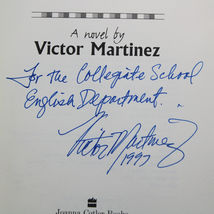 A novel by
Victor Martinez
For the Collegiate School
English Department.
Victor Martinez
1997
Joanna Cotler Books